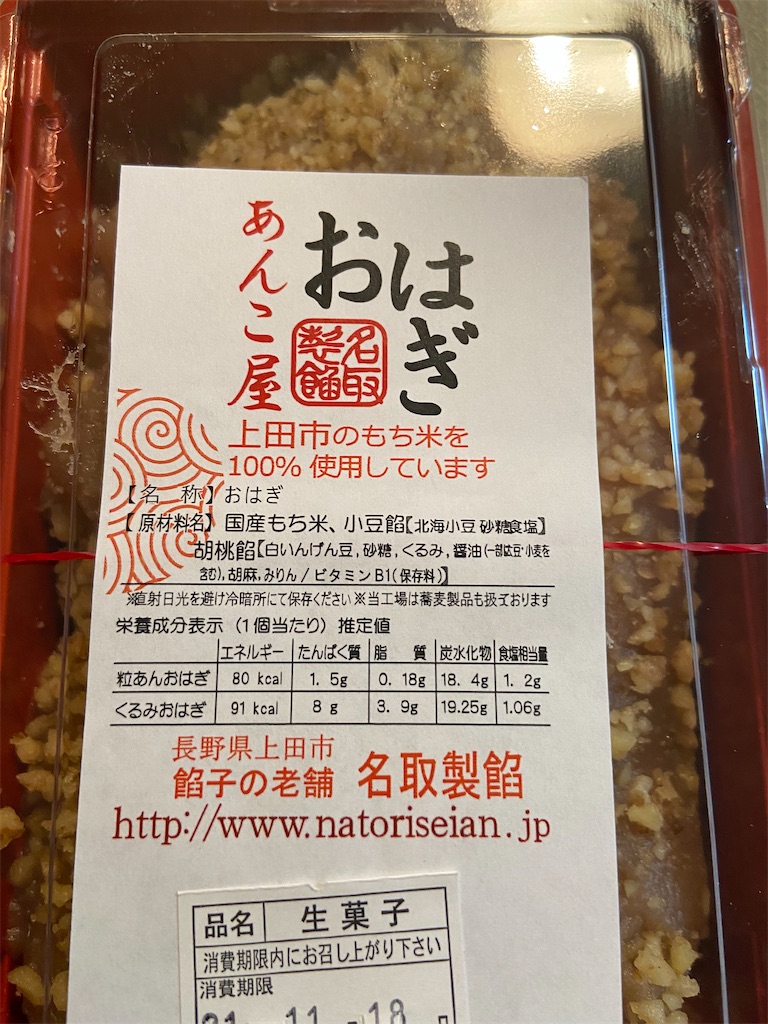 おはぎ
あんこ屋
名取製餡
上田市のもち米を
100% 使用しています
【名 称】おはぎ
【原材料名】国産もち米、小豆餡【北海小豆 砂糖食塩】
胡桃餡【白いんげん豆,砂糖,くるみ,醤油(一部大豆・小麦を
含む),胡麻,みりん / ビタミンB1(保存料)】
※直射日光を避け冷暗所にて保存ください ※当工場は蕎麦製品も扱ております
栄養成分表示 (1個当たり) 推定値
エネルギー たんぱく質 脂 質 炭水化物 食塩相当量
粒あんおはぎ 80 kcal 1. 5g 0. 18g 18. 4g 1. 2g
くるみおはぎ 91 kcal 8 g 3. 9g 19.25g 1.06g
長野県上田市
餡子の老舗 名取製餡
http://www.natoriseian.jp
品名 生菓子
消費期限内にお召し上がり下さい
消費期限
21 - 11 - 18